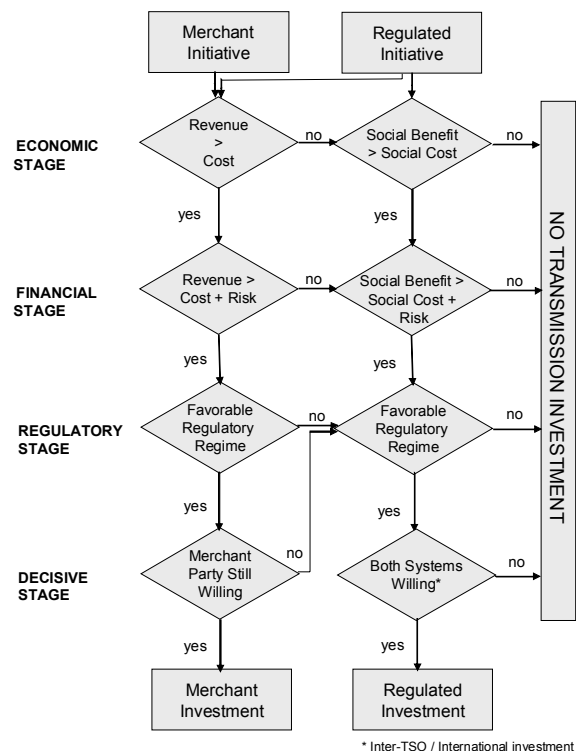 Merchant
Initiative
Regulated
Initiative
ECONOMIC
STAGE
Revenue
>
Cost
no
Social Benefit
> Social Cost
no
yes
yes
FINANCIAL
STAGE
Revenue >
Cost + Risk
no
Social Benefit >
Social Cost +
Risk
no
yes
yes
REGULATORY
STAGE
Favorable
Regulatory
Regime
no
Favorable
Regulatory
Regime
no
yes
yes
DECISIVE
STAGE
Merchant
Party Still
Willing
no
Both Systems
Willing*
no
yes
yes
Merchant
Investment
Regulated
Investment
NO TRANSMISSION INVESTMENT
* Inter-TSO / International investment